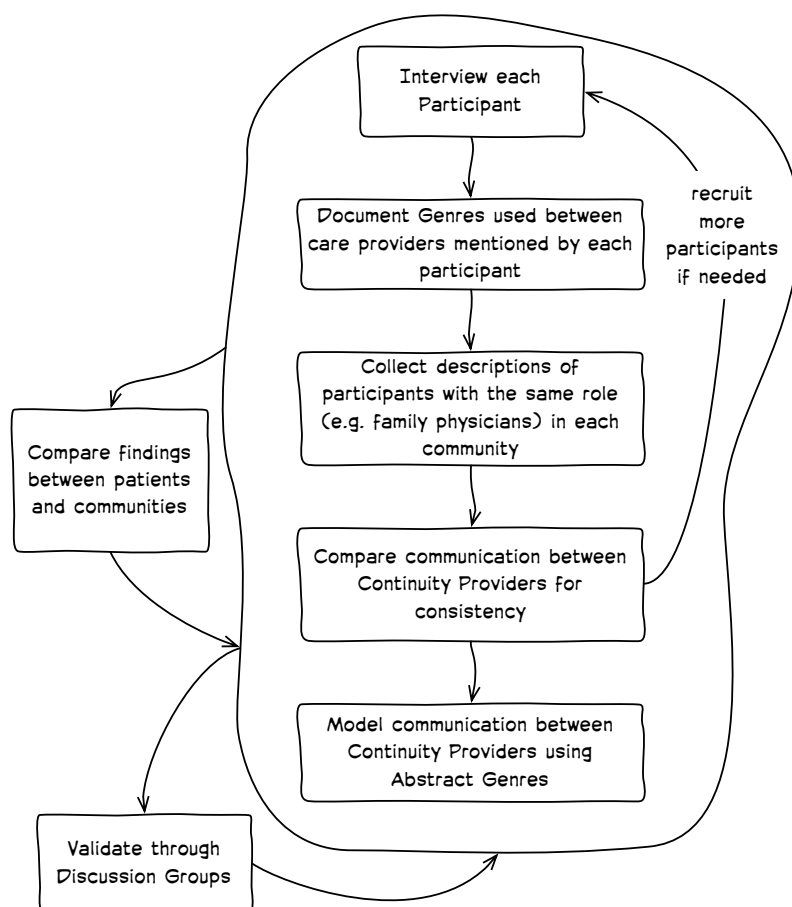 Interview each
Participant
Document Genres used between
care providers mentioned by each
participant
recruit
more
participants
if needed
Collect descriptions of
participants with the same role
(e.g. family physicians) in each
community
Compare findings
between patients
and communities
Compare communication between
Continuity Providers for
consistency
Model communication between
Continuity Providers using
Abstract Genres
Validate through
Discussion Groups